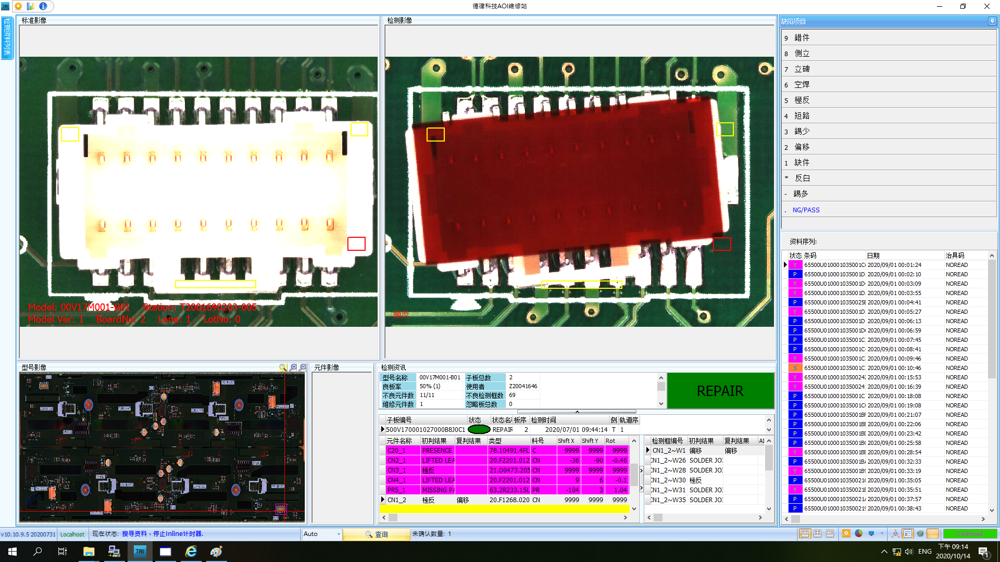 德律科技AOI维修站
检测资料列表
标准影像
检测影像
缺陷项目
9 錯件
8 側立
7 立碑
6 空焊
5 極反
4 短路
3 錫少
2 偏移
1 缺件
* 反白
- 錫多
. NG/PASS
Model: 00V17M001-B01 Station: T2001690203-005
Model Ver: 1 BoardNo: 2 Lane: 1 LotNo: 0
極反
资料序列:
状态 条码 日期 治具码
Y 65500U010001035001C 2020/09/01 00:01:24 NOREAD
P 65500U010001035001D 2020/09/01 00:02:10 NOREAD
Y 65500U010001035001D 2020/09/01 00:03:09 NOREAD
Y 65500U010001035001D 2020/09/01 00:03:55 NOREAD
P 65500U0100010350025E 2020/09/01 00:04:41 NOREAD
Y 65500U010001035001D 2020/09/01 00:05:27 NOREAD
P 65500U010001035001D 2020/09/01 00:06:13 NOREAD
P 65500U010001035001D 2020/09/01 00:06:59 NOREAD
P 65500U010001035001C 2020/09/01 00:07:45 NOREAD
P 65500U010001035001C 2020/09/01 00:08:41 NOREAD
Y 65500U010001035001C 2020/09/01 00:09:46 NOREAD
S 65500U010001035001C 2020/09/01 00:10:46 NOREAD
Y 65500U01000103500242 2020/09/01 00:15:53 NOREAD
Y 65500U0100010350024 2020/09/01 00:16:39 NOREAD
P 65500U010001035001C 2020/09/01 00:18:08 NOREAD
P 65500U010001035001C 2020/09/01 00:19:08 NOREAD
P 65500U010001035001B 2020/09/01 00:21:07 NOREAD
P 65500U010001035001B 2020/09/01 00:22:06 NOREAD
P 65500U010001035001B 2020/09/01 00:23:42 NOREAD
P 65500U010001035001B 2020/09/01 00:25:58 NOREAD
Y 65500U010001035001B 2020/09/01 00:28:54 NOREAD
P 65500U010001035001B 2020/09/01 00:32:33 NOREAD
Y 65500U010001035001B 2020/09/01 00:33:19 NOREAD
P 65500U0100010350021 2020/09/01 00:35:05 NOREAD
Y 65500U0100010350021 2020/09/01 00:35:51 NOREAD
P 65500U0100010350021 2020/09/01 00:37:57 NOREAD
P 65500U01000103500219 2020/09/01 00:38:43 NOREAD
型号影像
元件影像
检测资讯
型号名称 00V17M001-B01 子板总数 2
良板率 50% (1) 使用者 Z20041646
不良元件数 11/11 不良检测框数 69
维修元件数 1 忽略板总数 0
REPAIR
子板编号 状态 状态名 板序 检测时间 侧 轨道序
500V170001027000B8J0C1 REPAIR 2 2020/07/01 09:44:14 T 1
元件名称 初判结果 复判结果 类型 料号 Shift X Shift Y Rot
C20_1 PRESENCE 78.10491.4FL C 9999 9999 9999
CN2_1 LIFTED LEA 20.F2201.012 CN -36 -90 -0.46
CN3_1 極反 21.D0473.205 CN 9999 9999 9999
CN4_1 LIFTED LEA 20.F2201.012 CN 9 6 -0.1
PR5_1 MISSING PA 63.2R233.15L PR -104 3 1.04
CN1_2 極反 偏移 20.F1268.020 CN 9999 9999 9999
检测框编号 初判结果 复判结果 AI
CN1_2~W1 偏移 偏移
CN1_2~W26 SOLDER JOI
CN1_2~W28 SOLDER JOI
CN1_2~W30 極反
CN1_2~W31 SOLDER JOI
CN1_2~W35 SOLDER JOI
v10.10.9.5 20200731 Localhost 现在状态: 搜寻资料，停止Inline计时器. Auto 查询 未确认数量: 1
TRI
ENG
下午 09:14
2020/10/14
1